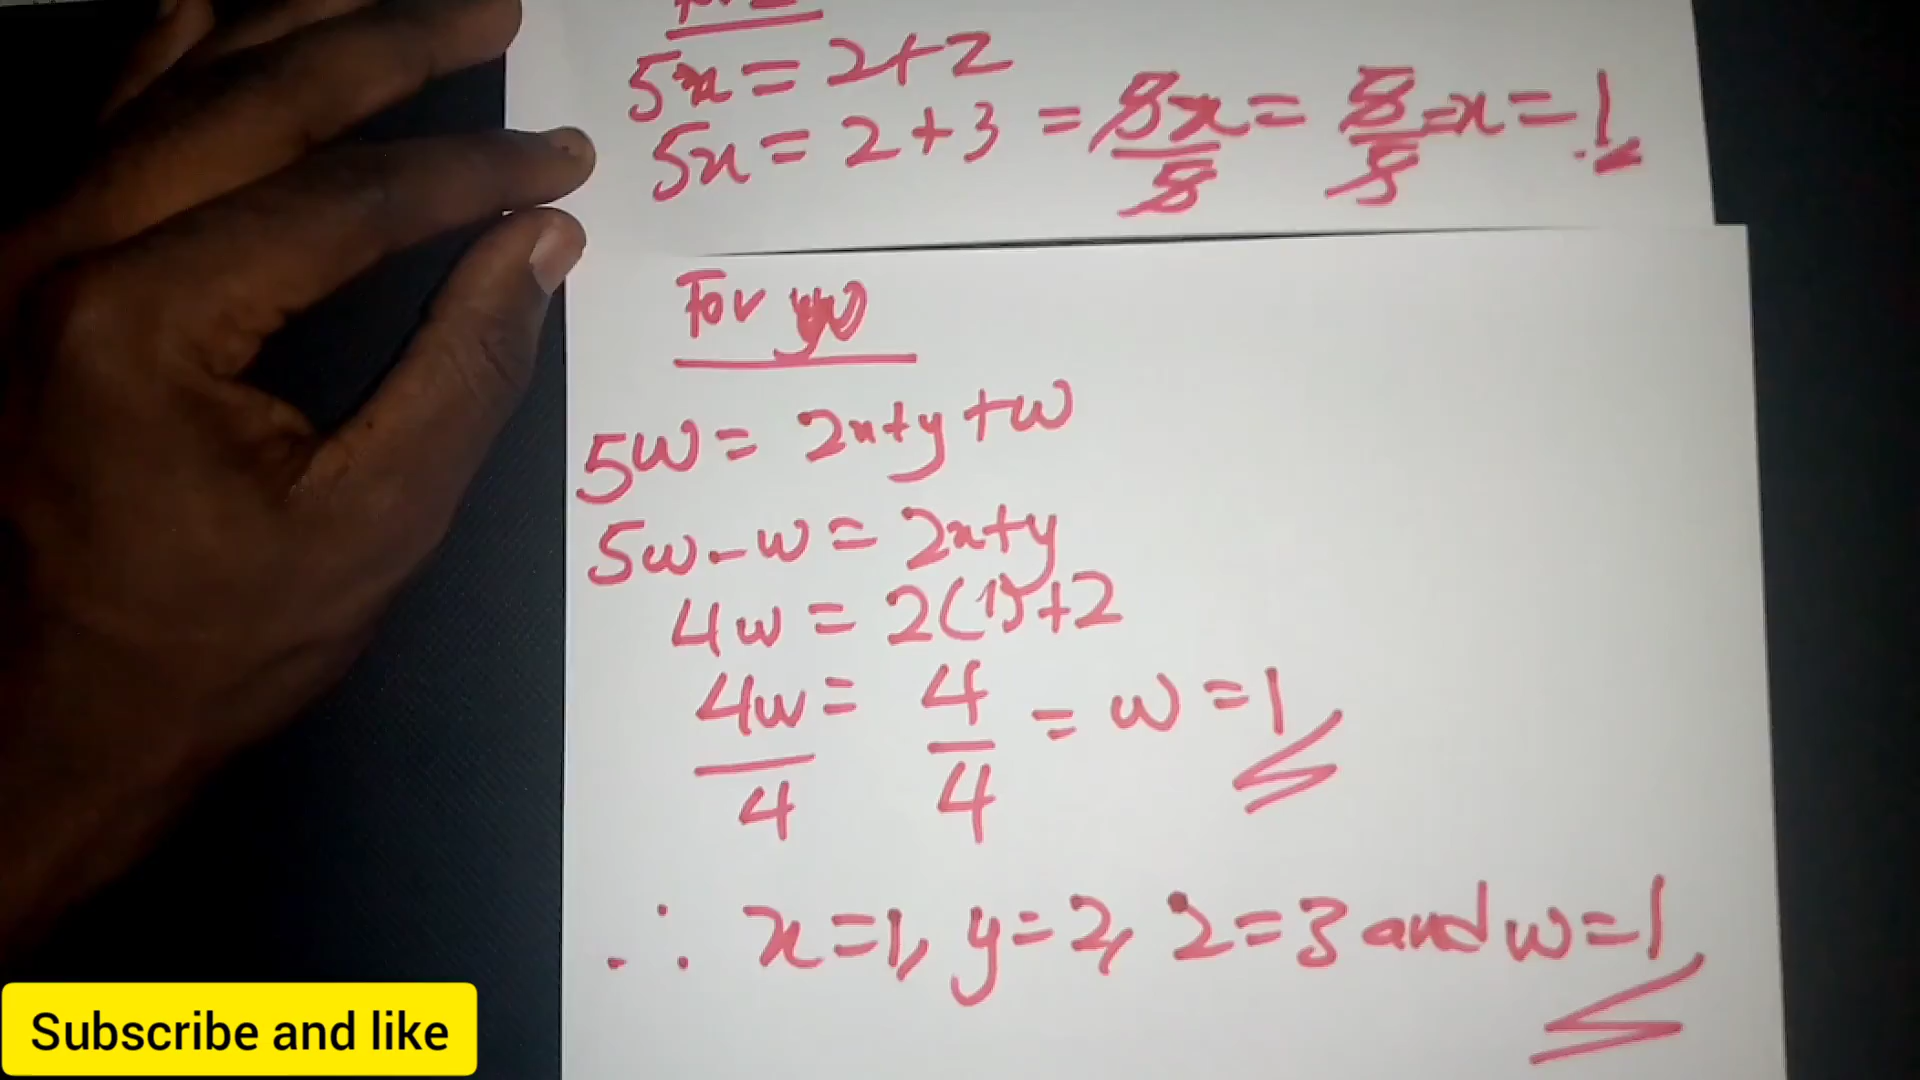 5x = 2+z
5x = 2+3 = 5x/5 = 5/5 = x = 1
For w
5w = 2x+y+w
5w-w = 2x+y
4w = 2(1)+2
4w/4 = 4/4 = w = 1
∴ x=1, y=2, z=3 and w=1
Subscribe and like